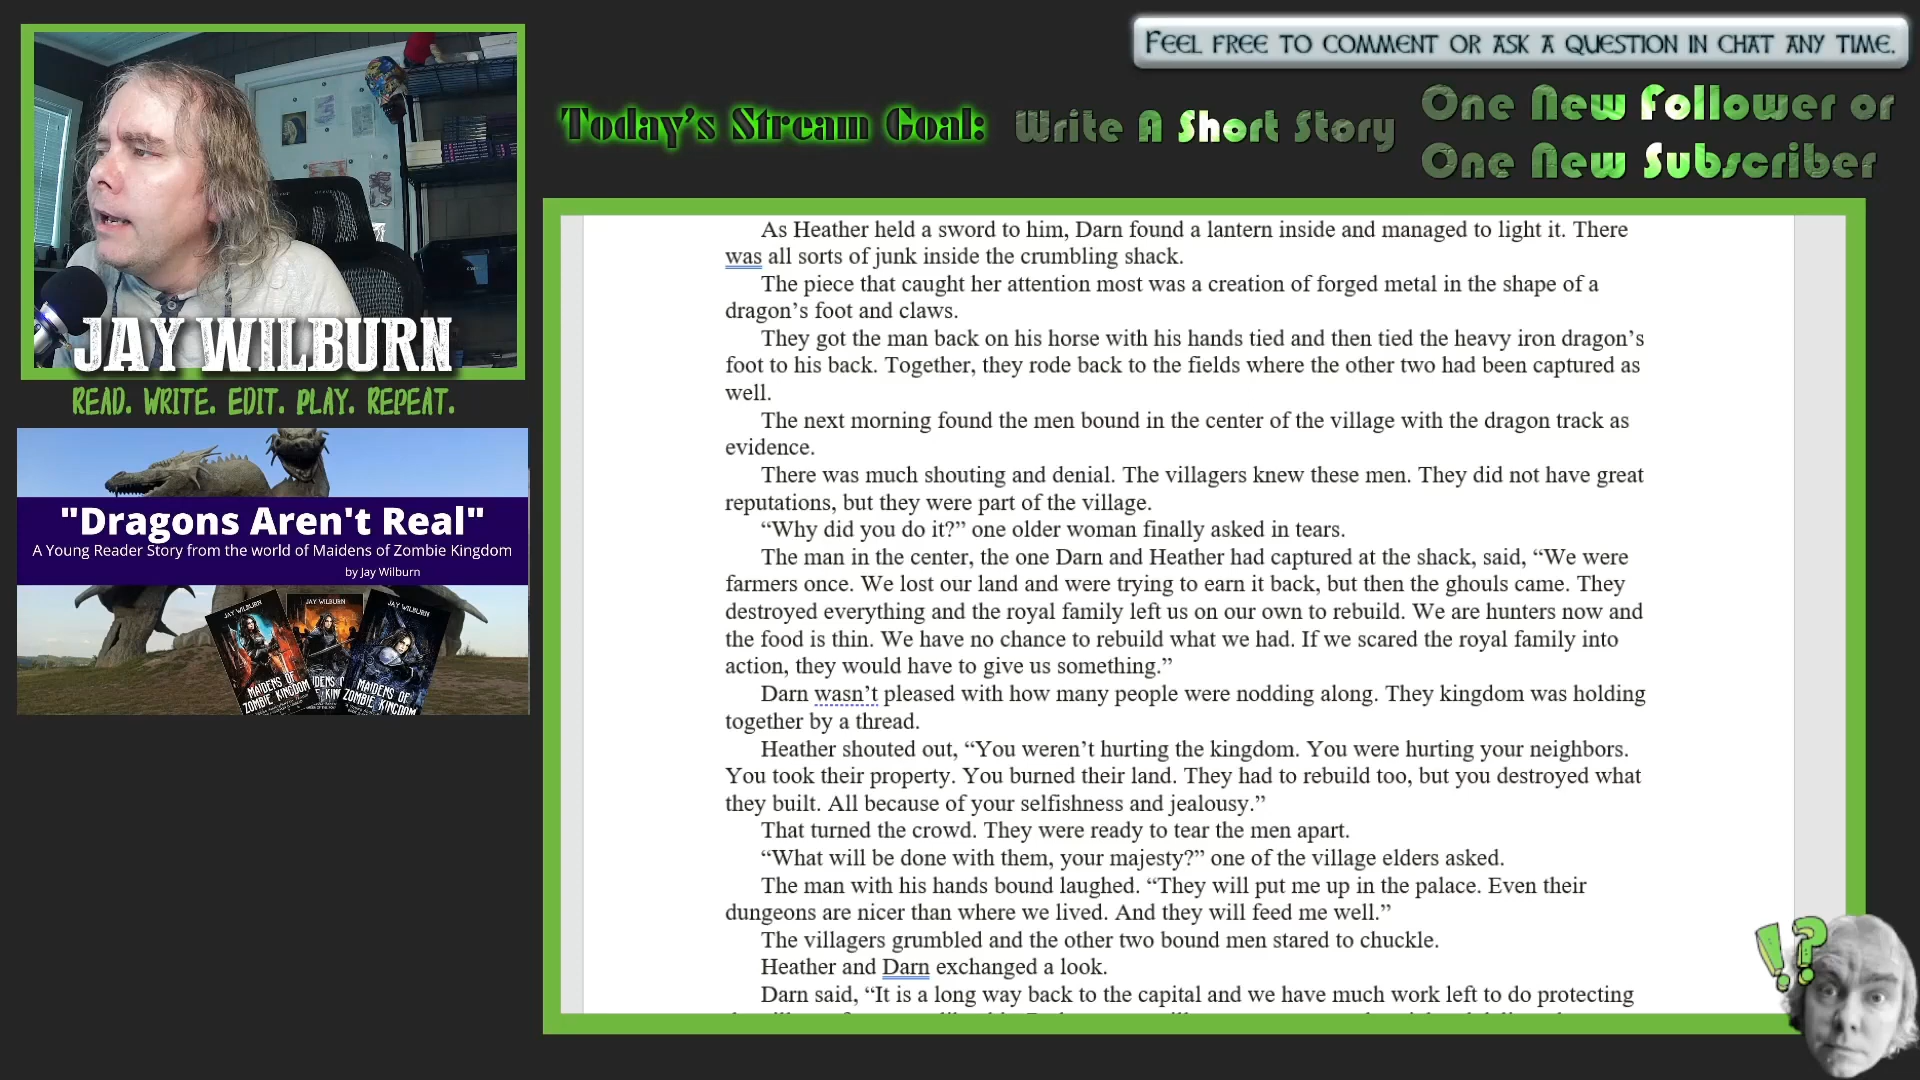 FEEL FREE TO COMMENT OR ASK A QUESTION IN CHAT ANY TIME.
Today's Stream Goal:
Write A Short Story
One New Follower or
One New Subscriber
JAY WILBURN
READ. WRITE. EDIT. PLAY. REPEAT.
"Dragons Aren't Real"
A Young Reader Story from the world of Maidens of Zombie Kingdom
by Jay Wilburn
JAY WILBURN
JAY WILBURN
JAY WILBURN
MAIDENS OF
ZOMBIE KINGDOM
MAIDENS OF
ZOMBIE KINGDOM
As Heather held a sword to him, Darn found a lantern inside and managed to light it. There
was all sorts of junk inside the crumbling shack.
The piece that caught her attention most was a creation of forged metal in the shape of a
dragon’s foot and claws.
They got the man back on his horse with his hands tied and then tied the heavy iron dragon’s
foot to his back. Together, they rode back to the fields where the other two had been captured as
well.
The next morning found the men bound in the center of the village with the dragon track as
evidence.
There was much shouting and denial. The villagers knew these men. They did not have great
reputations, but they were part of the village.
“Why did you do it?” one older woman finally asked in tears.
The man in the center, the one Darn and Heather had captured at the shack, said, “We were
farmers once. We lost our land and were trying to earn it back, but then the ghouls came. They
destroyed everything and the royal family left us on our own to rebuild. We are hunters now and
the food is thin. We have no chance to rebuild what we had. If we scared the royal family into
action, they would have to give us something.”
Darn wasn’t pleased with how many people were nodding along. They kingdom was holding
together by a thread.
Heather shouted out, “You weren’t hurting the kingdom. You were hurting your neighbors.
You took their property. You burned their land. They had to rebuild too, but you destroyed what
they built. All because of your selfishness and jealousy.”
That turned the crowd. They were ready to tear the men apart.
“What will be done with them, your majesty?” one of the village elders asked.
The man with his hands bound laughed. “They will put me up in the palace. Even their
dungeons are nicer than where we lived. And they will feed me well.”
The villagers grumbled and the other two bound men stared to chuckle.
Heather and Darn exchanged a look.
Darn said, “It is a long way back to the capital and we have much work left to do protecting
!?